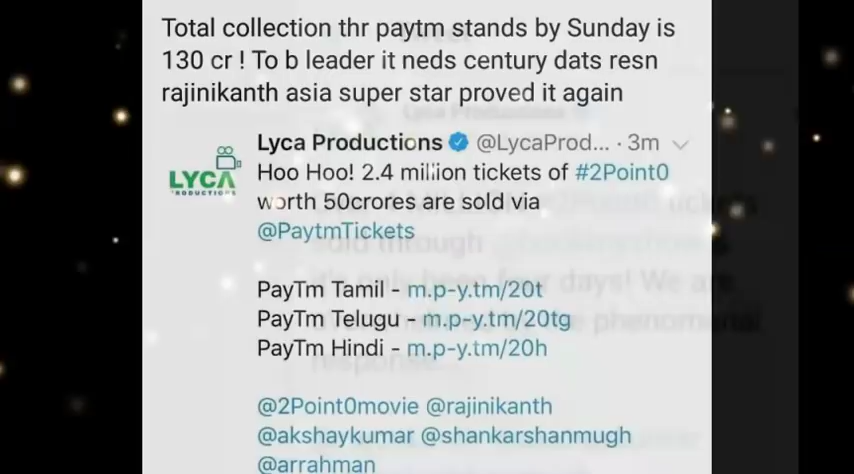 Total collection thr paytm stands by Sunday is
130 cr ! To b leader it neds century dats resn
rajinikanth asia super star proved it again
Lyca Productions @LycaProd... · 3m
LYCA
PRODUCTIONS
Hoo Hoo! 2.4 million tickets of #2Point0
worth 50crores are sold via
@PaytmTickets
PayTm Tamil - m.p-y.tm/20t
PayTm Telugu - m.p-y.tm/20tg
PayTm Hindi - m.p-y.tm/20h
@2Point0movie @rajinikanth
@akshaykumar @shankarshanmugh
@arrahman